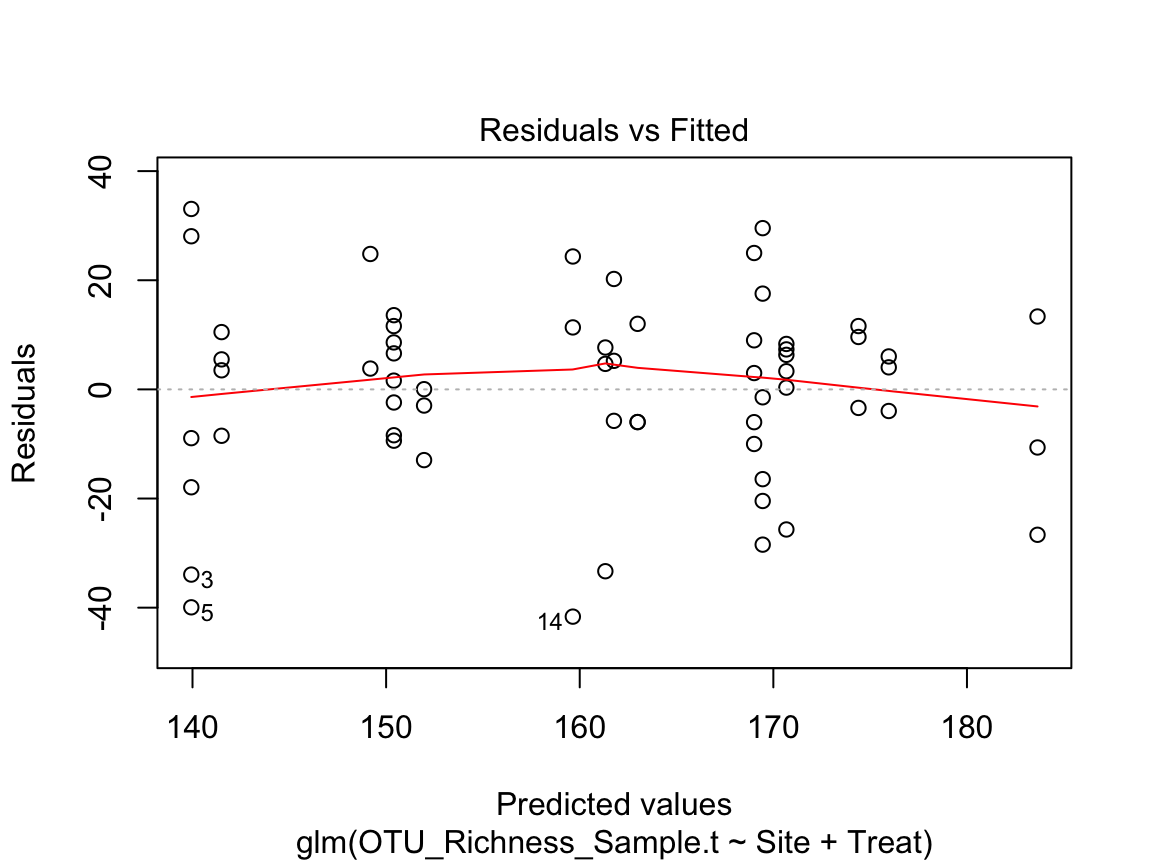 Residuals vs Fitted
40
20
0
-20
-40
Residuals
3
5
14
140 150 160 170 180
Predicted values
glm(OTU_Richness_Sample.t ~ Site + Treat)